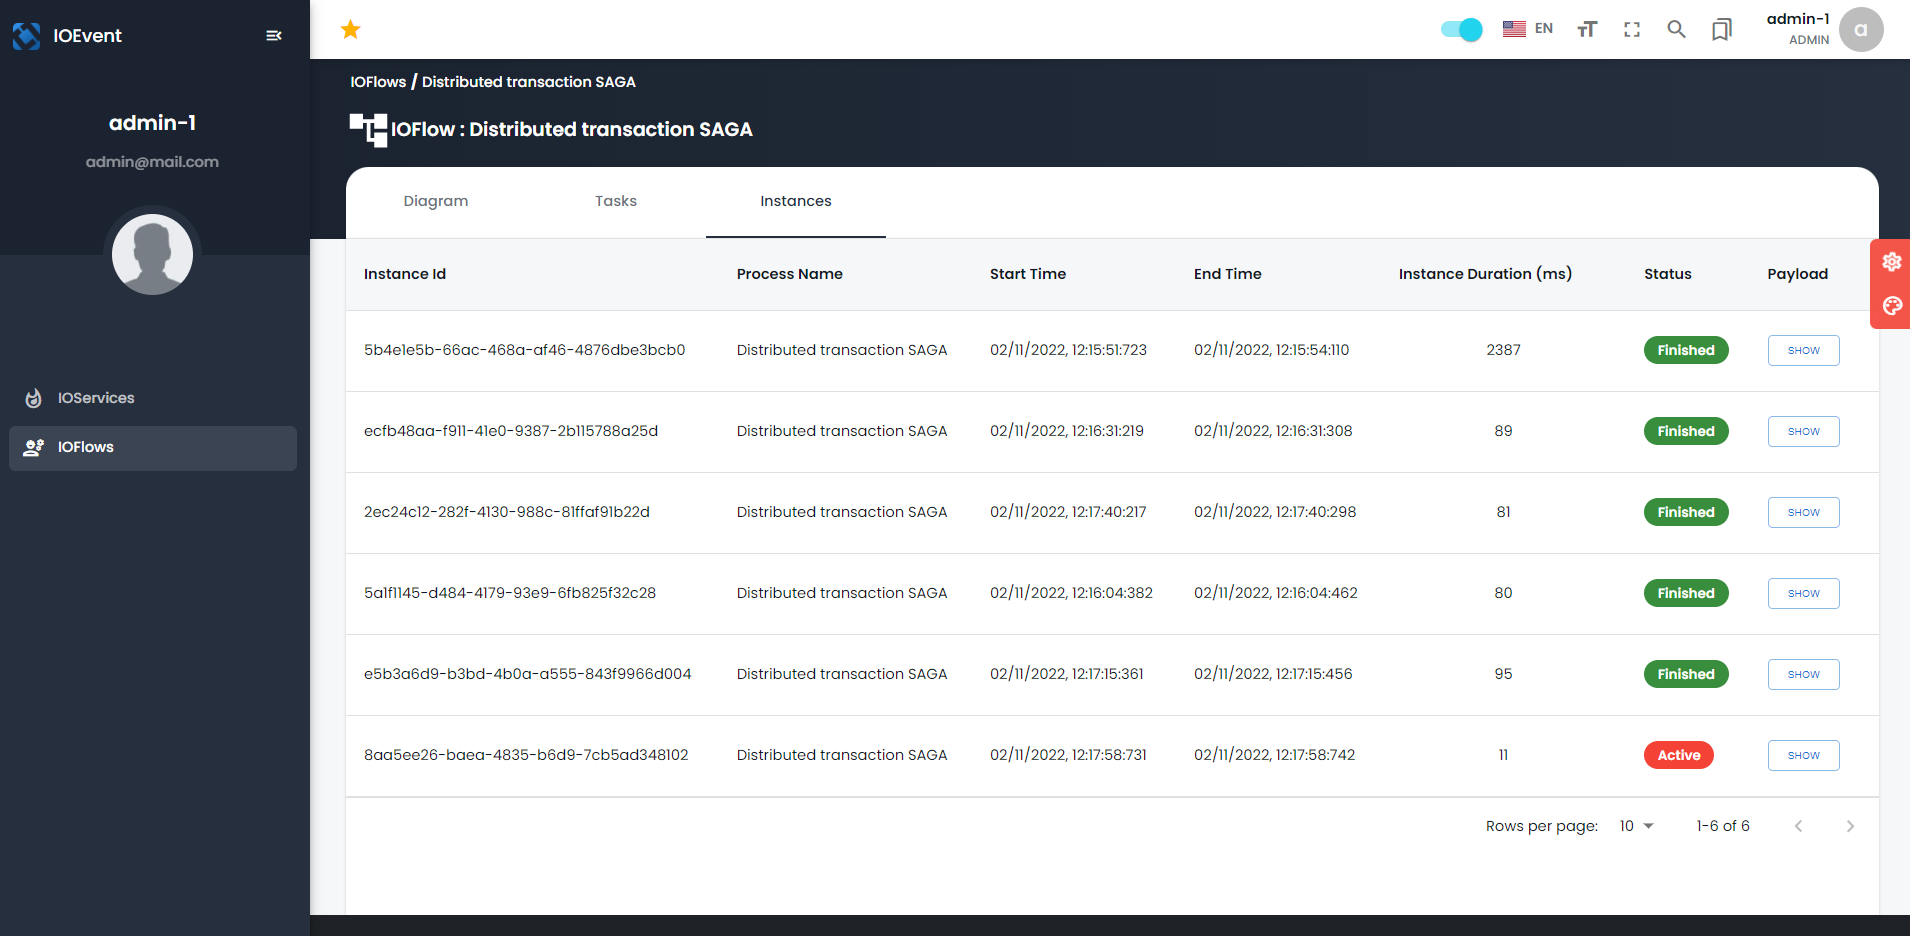 IOEvent
admin-1
admin@mail.com
IOServices
IOFlows
EN
admin-1
ADMIN
a
IOFlows / Distributed transaction SAGA
IOFlow : Distributed transaction SAGA
Diagram Tasks Instances
Instance Id Process Name Start Time End Time Instance Duration (ms) Status Payload
5b4e1e5b-66ac-468a-af46-4876dbe3bcb0 Distributed transaction SAGA 02/11/2022, 12:15:51:723 02/11/2022, 12:15:54:110 2387 Finished SHOW
ecfb48aa-f911-41e0-9387-2b115788a25d Distributed transaction SAGA 02/11/2022, 12:16:31:219 02/11/2022, 12:16:31:308 89 Finished SHOW
2ec24c12-282f-4130-988c-81ffaf91b22d Distributed transaction SAGA 02/11/2022, 12:17:40:217 02/11/2022, 12:17:40:298 81 Finished SHOW
5a1f1145-d484-4179-93e9-6fb825f32c28 Distributed transaction SAGA 02/11/2022, 12:16:04:382 02/11/2022, 12:16:04:462 80 Finished SHOW
e5b3a6d9-b3bd-4b0a-a555-843f9966d004 Distributed transaction SAGA 02/11/2022, 12:17:15:361 02/11/2022, 12:17:15:456 95 Finished SHOW
8aa5ee26-baea-4835-b6d9-7cb5ad348102 Distributed transaction SAGA 02/11/2022, 12:17:58:731 02/11/2022, 12:17:58:742 11 Active SHOW
Rows per page: 10 1-6 of 6